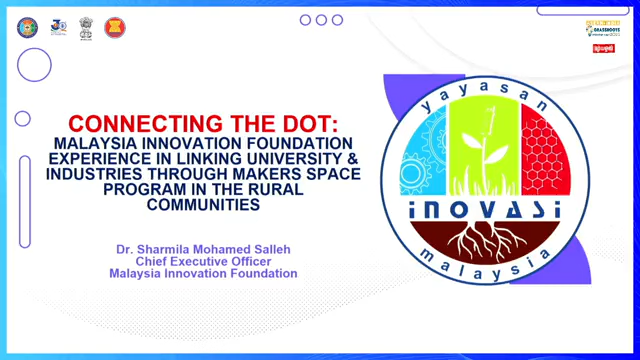 CONNECTING THE DOT:
MALAYSIA INNOVATION FOUNDATION
EXPERIENCE IN LINKING UNIVERSITY &
INDUSTRIES THROUGH MAKERS SPACE
PROGRAM IN THE RURAL
COMMUNITIES
Dr. Sharmila Mohamed Salleh
Chief Executive Officer
Malaysia Innovation Foundation
yayasan
iNOVASi
malaysia